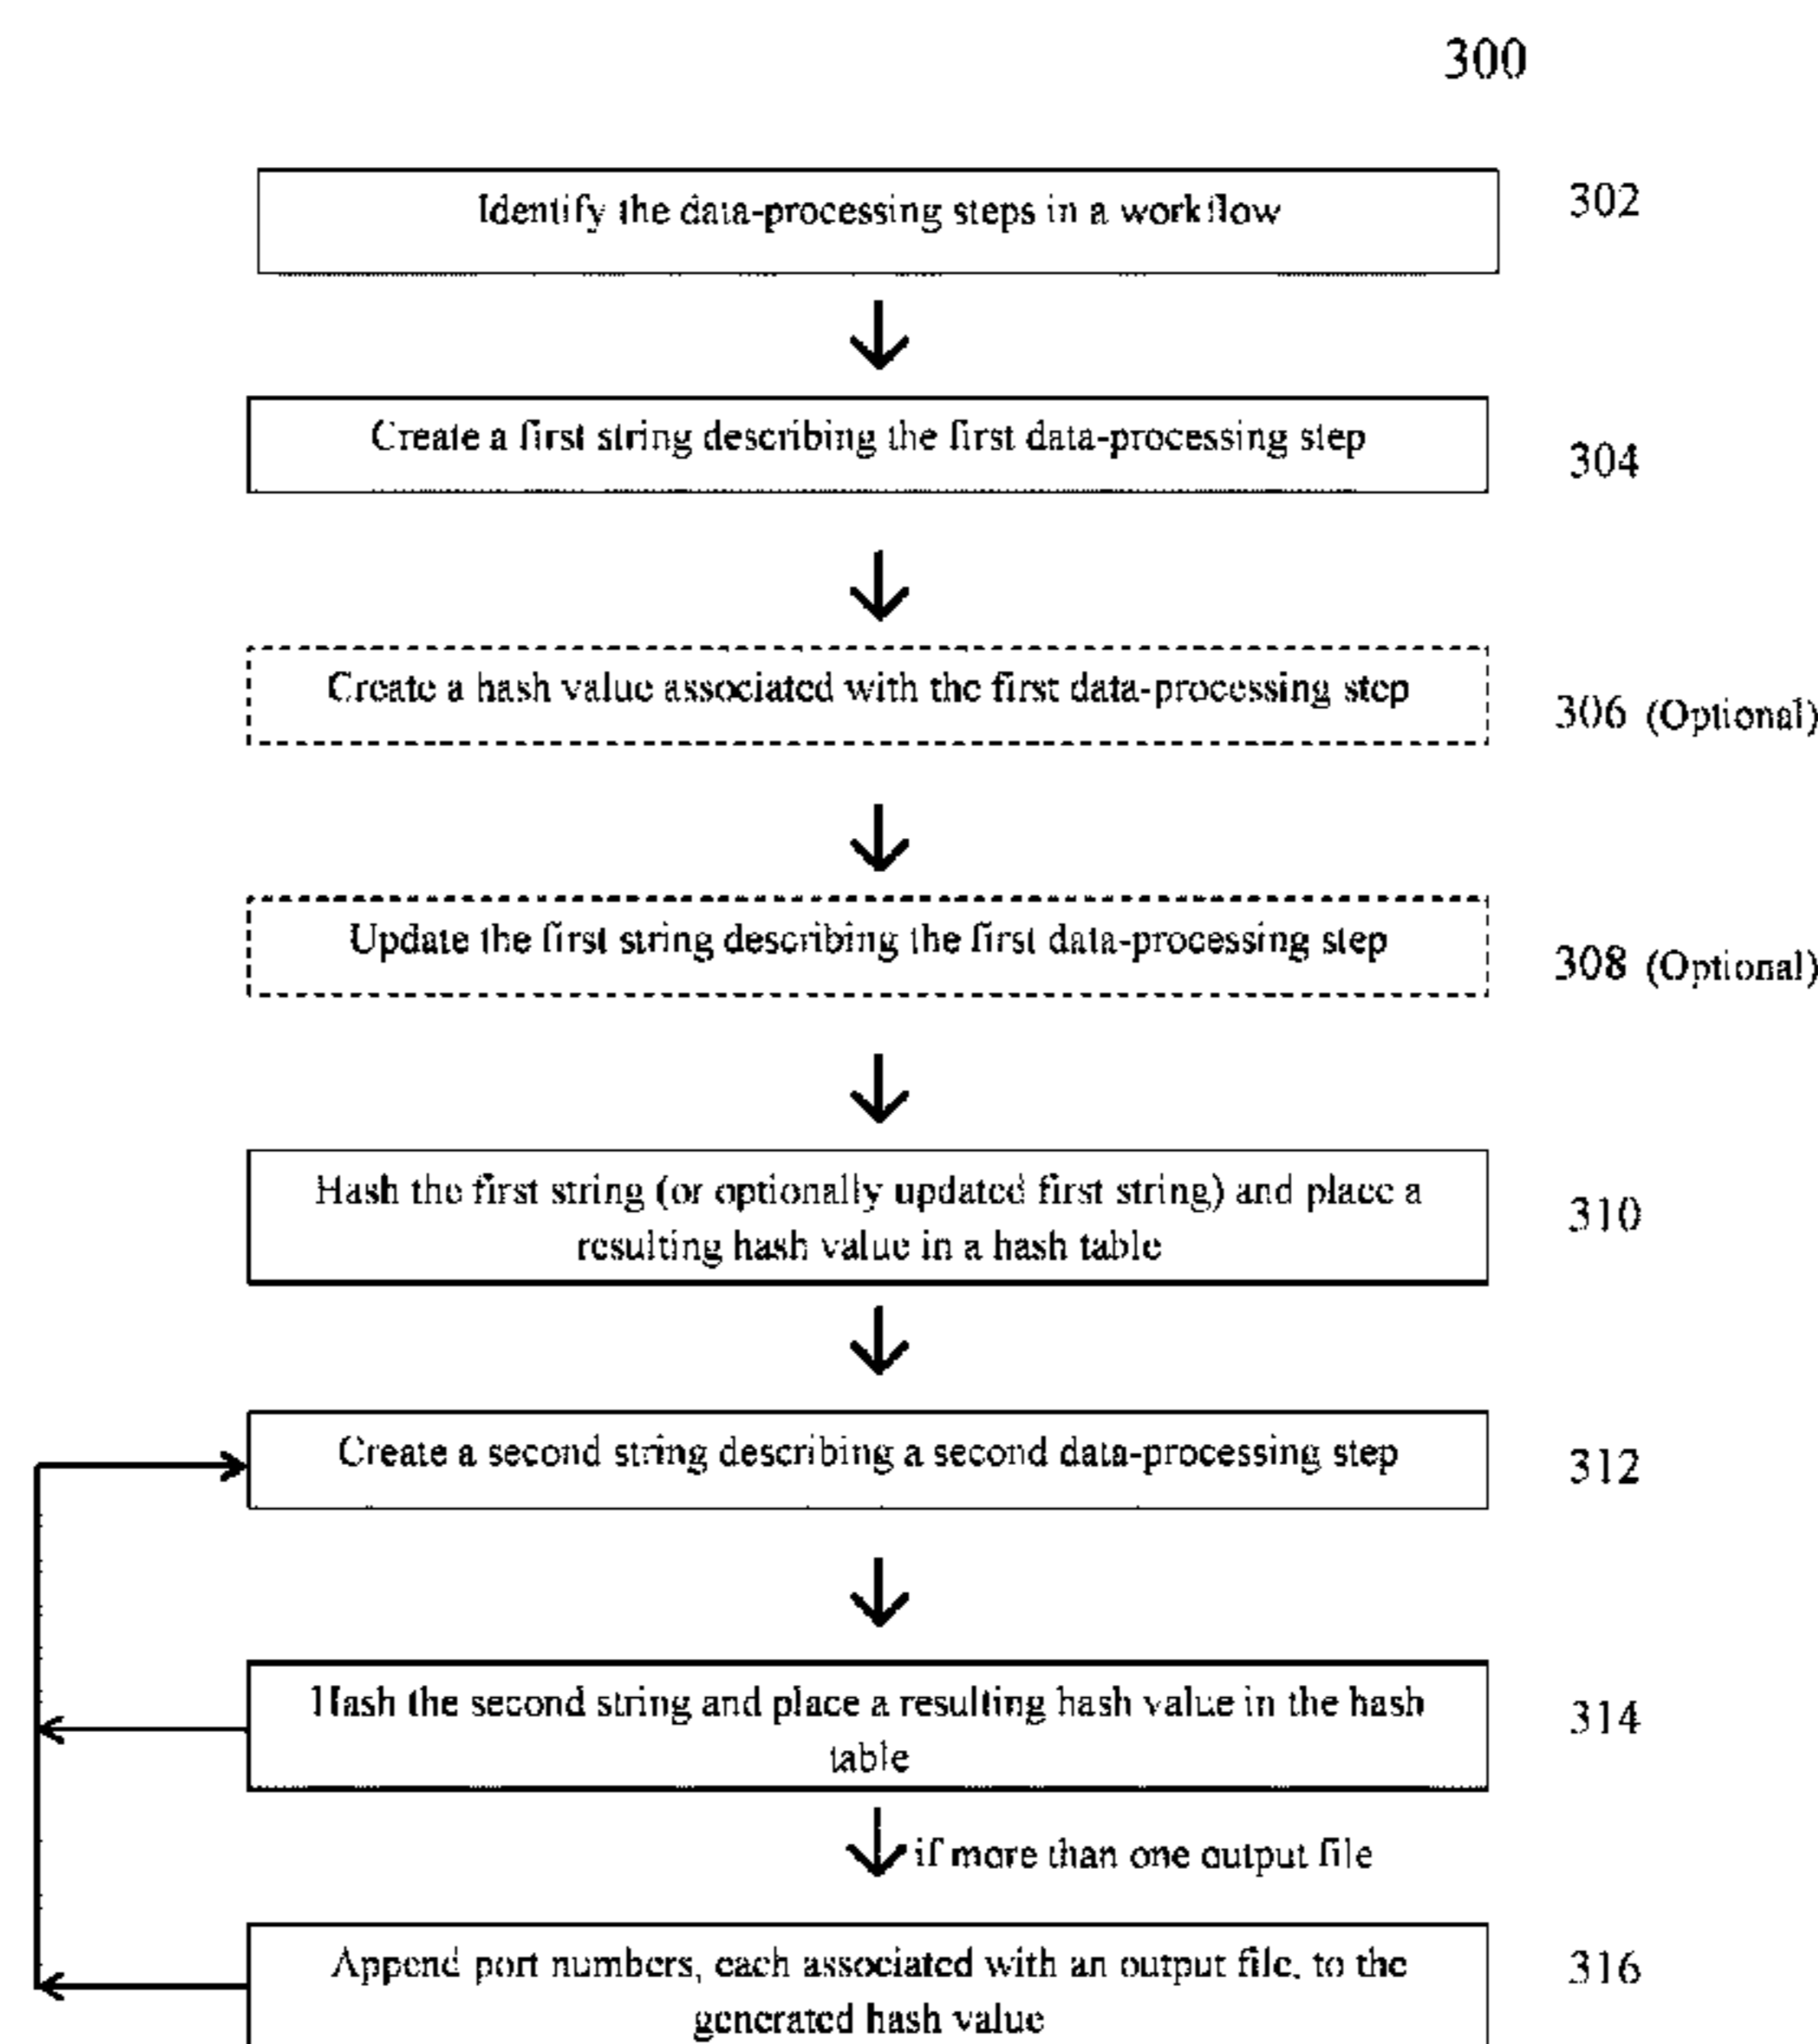 300
Identify the data-processing steps in a workflow
302
Create a first string describing the first data-processing step
304
Create a hash value associated with the first data-processing step
306 (Optional)
Update the first string describing the first data-processing step
308 (Optional)
Hash the first string (or optionally updated first string) and place a
resulting hash value in a hash table
310
Create a second string describing a second data-processing step
312
Hash the second string and place a resulting hash value in the hash
table
314
if more than one output file
Append port numbers, each associated with an output file, to the
generated hash value
316